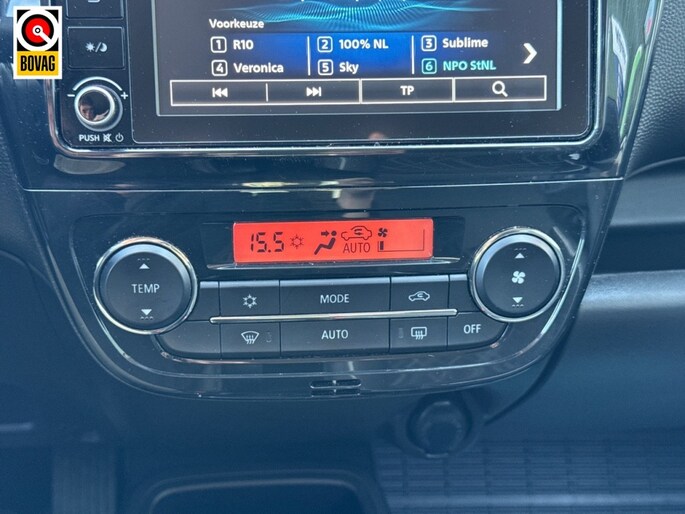 BOVAG
Voorkeuze
1 R10 2 100% NL 3 Sublime
4 Veronica 5 Sky 6 NPO StNL
TP
PUSH
15.5 AUTO
TEMP
MODE
AUTO
OFF